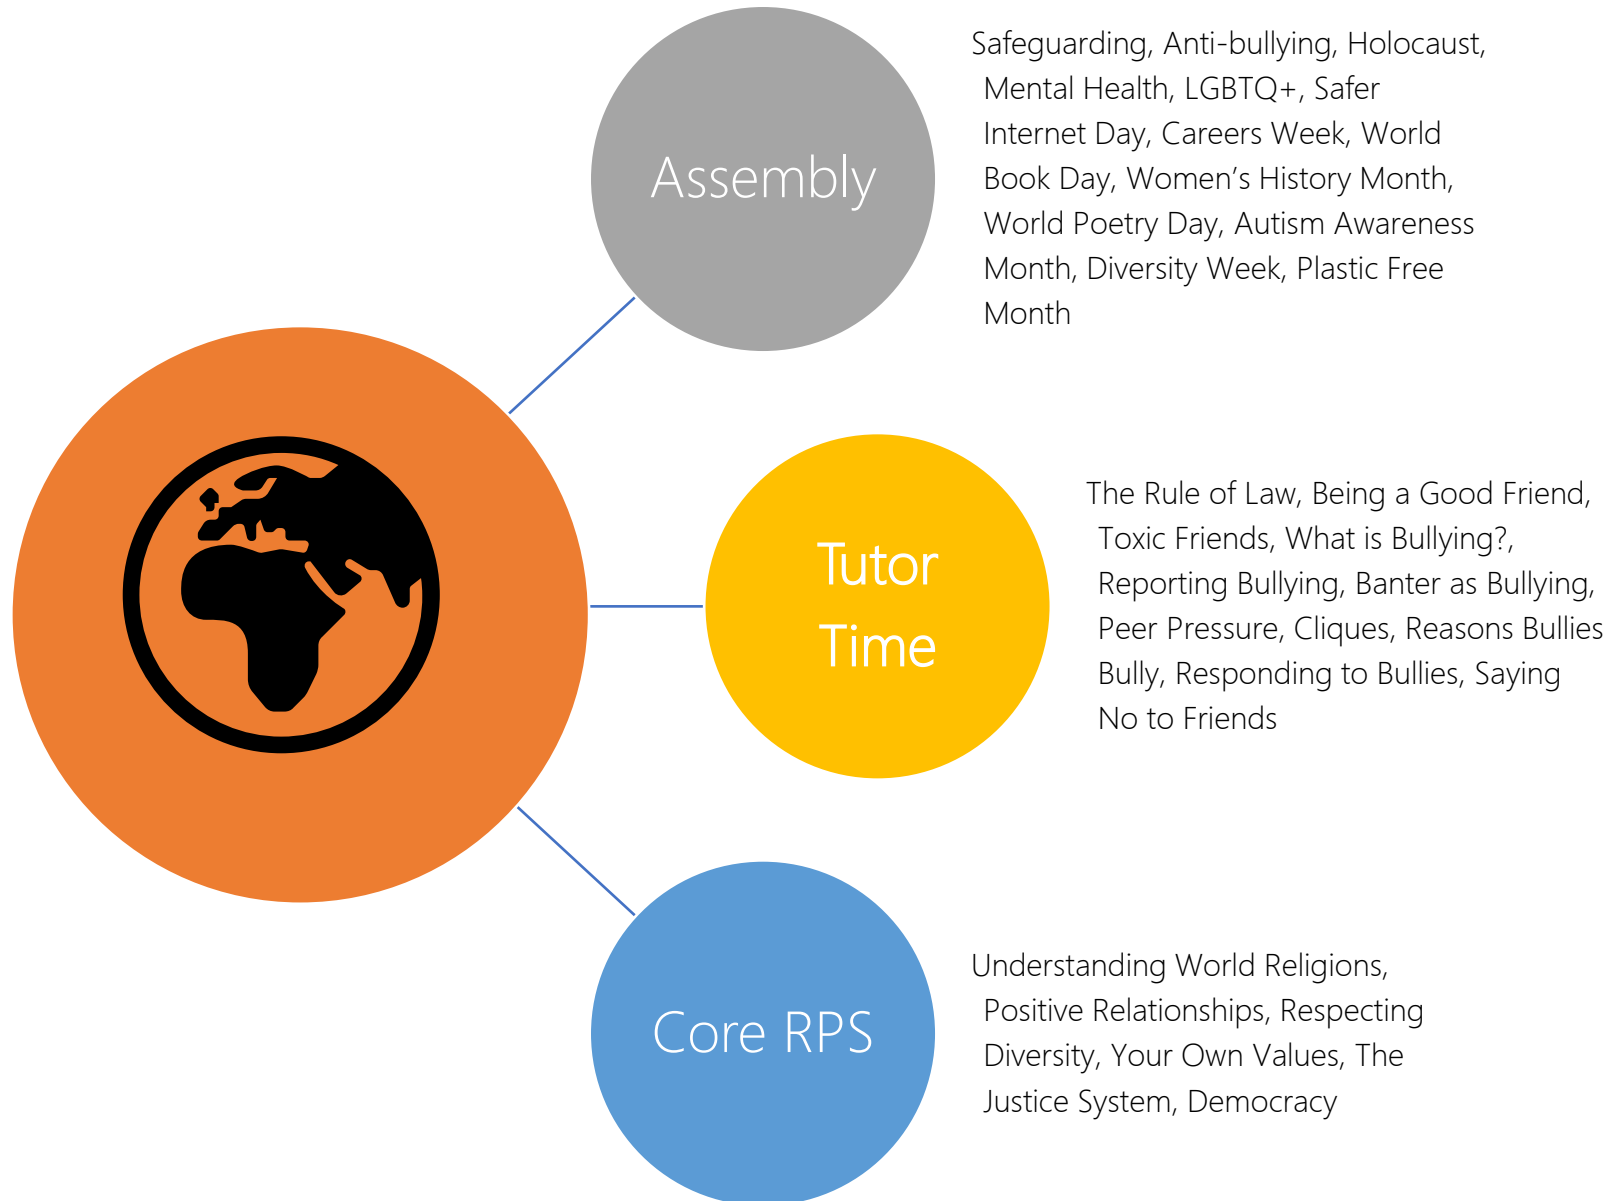 Assembly
Safeguarding, Anti-bullying, Holocaust,
Mental Health, LGBTQ+, Safer
Internet Day, Careers Week, World
Book Day, Women’s History Month,
World Poetry Day, Autism Awareness
Month, Diversity Week, Plastic Free
Month
Tutor
Time
The Rule of Law, Being a Good Friend,
Toxic Friends, What is Bullying?,
Reporting Bullying, Banter as Bullying,
Peer Pressure, Cliques, Reasons Bullies
Bully, Responding to Bullies, Saying
No to Friends
Core RPS
Understanding World Religions,
Positive Relationships, Respecting
Diversity, Your Own Values, The
Justice System, Democracy